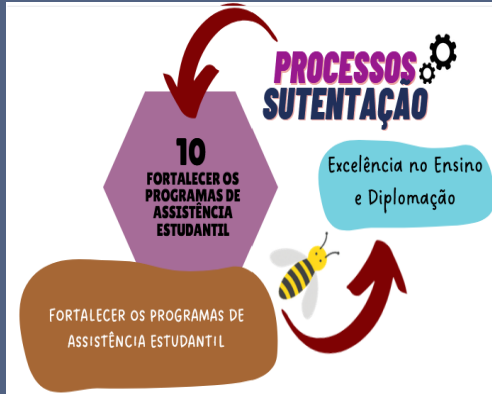 PROCESSOS
SUTENTAÇÃO
10
FORTALECER OS
PROGRAMAS DE
ASSISTÊNCIA
ESTUDANTIL
Excelência no Ensino
e Diplomação
FORTALECER OS PROGRAMAS DE
ASSISTÊNCIA ESTUDANTIL